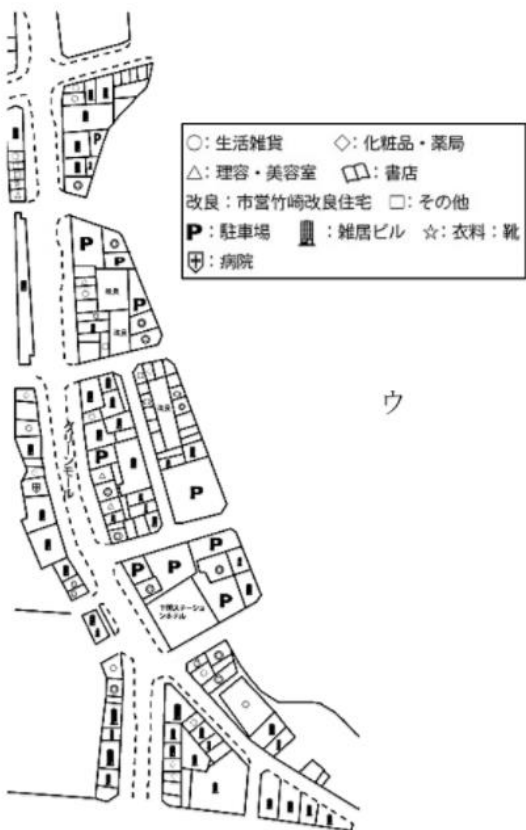 ○：生活雑貨 ◇：化粧品・薬局
△：理容・美容室 ：書店
改良：市営竹崎改良住宅 □：その他
P：駐車場 ：雑居ビル ☆：衣料：靴
：病院
P
P
P
改良
P
改良
P
ウ
改良
グリーンモール
P
P
P
P
P
P
P
下関ステーションホテル
P